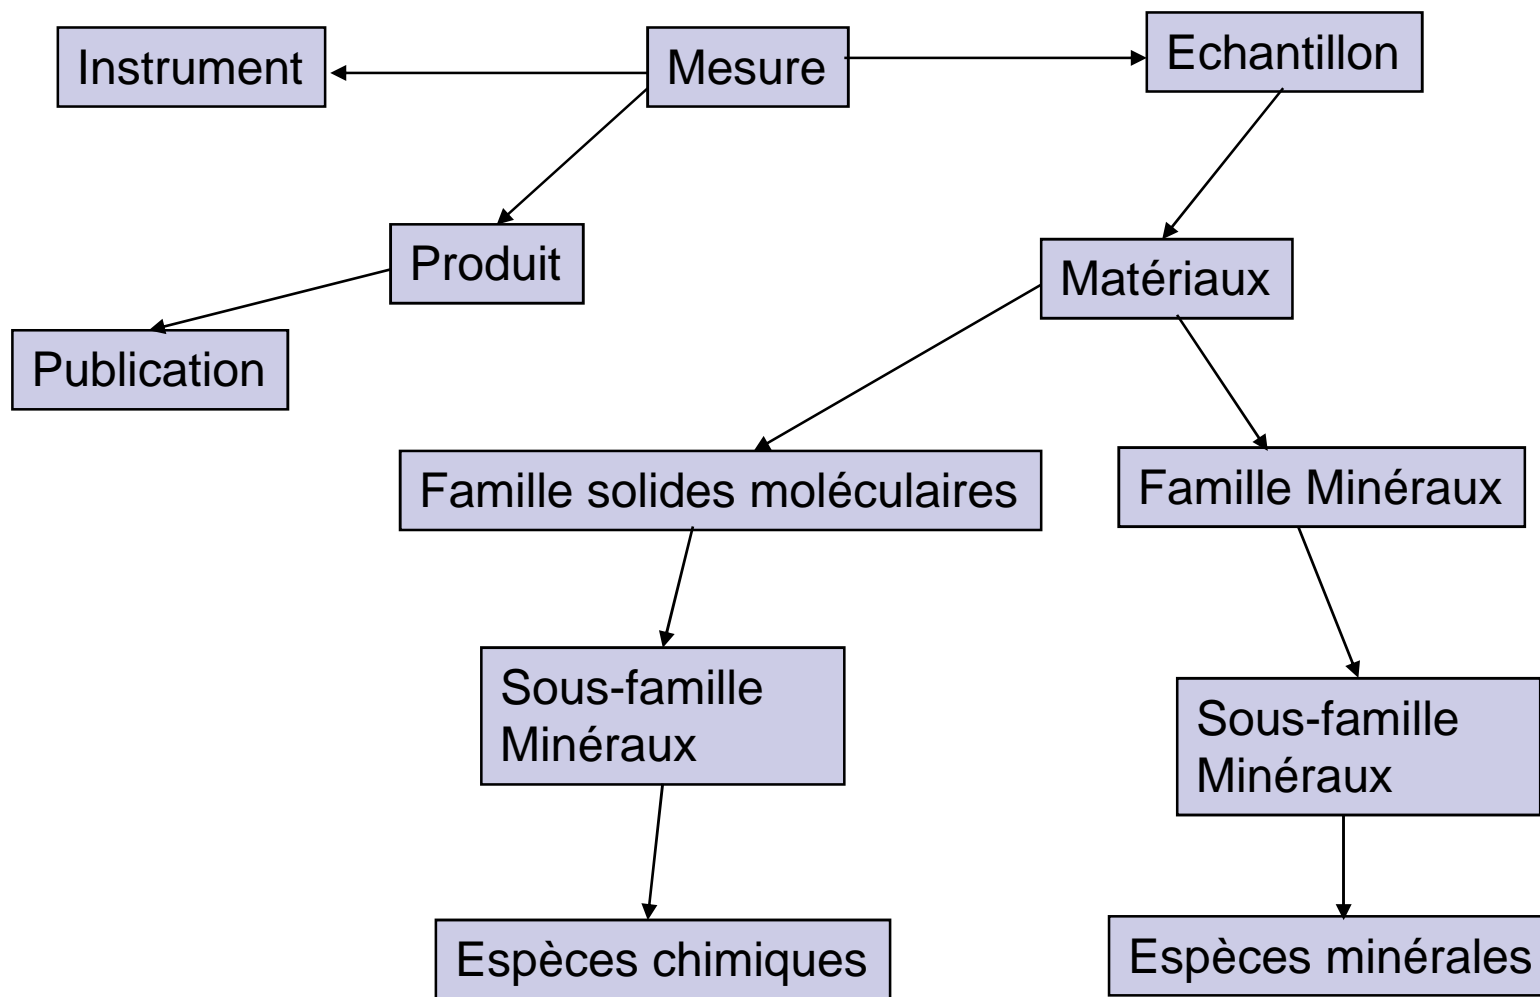 Instrument
Mesure
Echantillon
Produit
Matériaux
Publication
Famille solides moléculaires
Famille Minéraux
Sous-famille
Minéraux
Sous-famille
Minéraux
Espèces chimiques
Espèces minérales